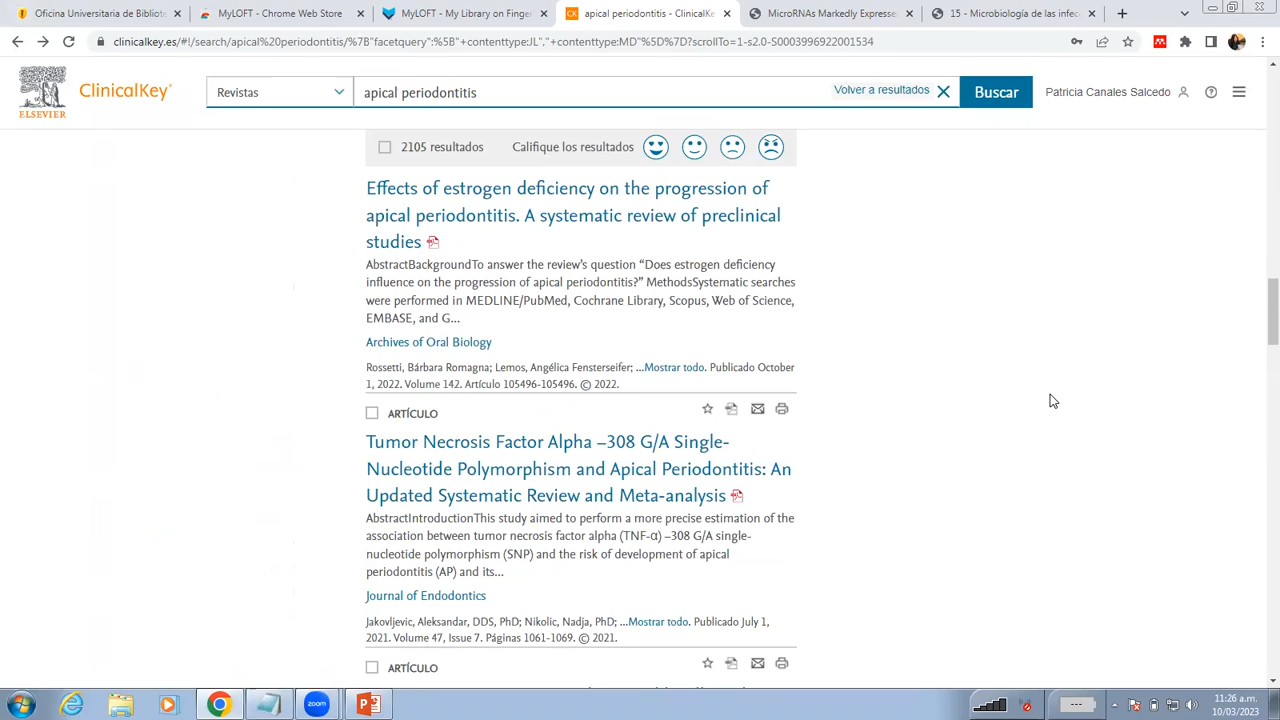 Oficina Universitaria de Bibliote
MyLOFT - Chrome Web Store
MyLOFT - My Library on Finger
apical periodontitis - ClinicalKe
MicroRNAs Markedly Expresse
15 - Microbiología de las infec
clinicalkey.es/#!/search/apical%20periodontitis/%7B"facetquery":%5B"+contenttype:JL","+contenttype:MD"%5D%7D?scrollTo=1-s2.0-S0003996922001534
ELSEVIER
ClinicalKey®
Revistas
apical periodontitis
Volver a resultados
Buscar
Patricia Canales Salcedo
2105 resultados
Califique los resultados
Effects of estrogen deficiency on the progression of
apical periodontitis. A systematic review of preclinical
studies
AbstractBackgroundTo answer the review's question “Does estrogen deficiency
influence on the progression of apical periodontitis?” MethodsSystematic searches
were performed in MEDLINE/PubMed, Cochrane Library, Scopus, Web of Science,
EMBASE, and G...
Archives of Oral Biology
Rossetti, Bárbara Romagna; Lemos, Angélica Fensterseifer; ...Mostrar todo. Publicado October
1, 2022. Volume 142. Artículo 105496-105496. © 2022.
ARTÍCULO
Tumor Necrosis Factor Alpha –308 G/A Single-
Nucleotide Polymorphism and Apical Periodontitis: An
Updated Systematic Review and Meta-analysis
AbstractIntroductionThis study aimed to perform a more precise estimation of the
association between tumor necrosis factor alpha (TNF-α) –308 G/A single-
nucleotide polymorphism (SNP) and the risk of development of apical
periodontitis (AP) and its...
Journal of Endodontics
Jakovljevic, Aleksandar, DDS, PhD; Nikolic, Nadja, PhD; ...Mostrar todo. Publicado July 1,
2021. Volume 47, Issue 7. Páginas 1061-1069. © 2021.
ARTÍCULO
zoom
11:26 a.m.
10/03/2023